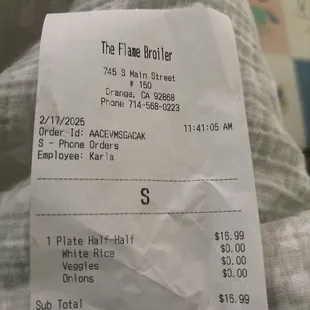 The Flame Broiler
745 S Main Street
# 150
Orange, CA 92868
Phone 714-568-0223
2/17/2025 11:41:05 AM
Order Id: AACEVMSGACAK
S - Phone Orders
Employee: Karla
S
1 Plate Half-Half $16.99
White Rice $0.00
Veggies $0.00
Onions $0.00
Sub Total $16.99